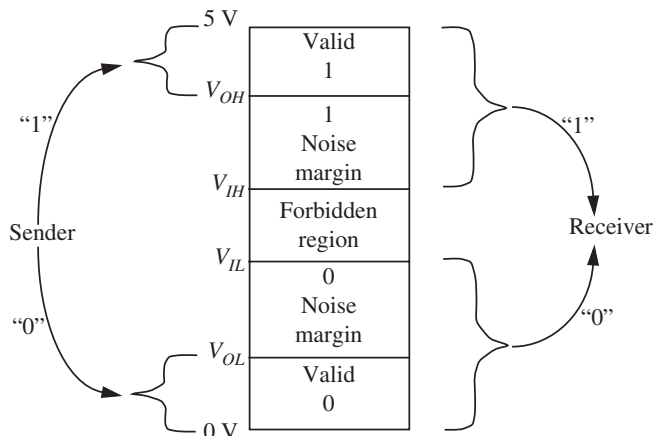 5 V
Valid
1
V_OH
“1”
1
Noise
margin
“1”
V_IH
Sender
Forbidden
region
Receiver
V_IL
0
Noise
margin
“0”
“0”
V_OL
Valid
0
0 V